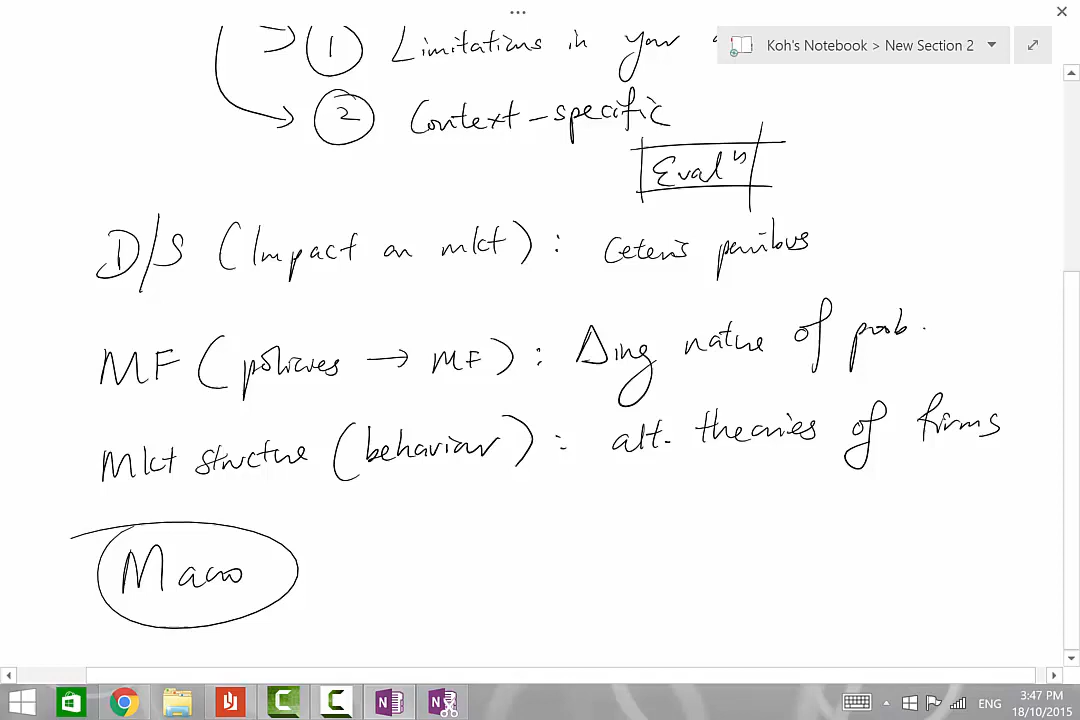 ① Limitations in your
Koh's Notebook > New Section 2
② Context-specific
Evalⁿ
D/S (Impact on mkt) : Ceteris paribus
MF (policies → MF) : Δing nature of prob.
Mkt structure (behavior) : alt. theories of firms
Macro
ENG
3:47 PM
18/10/2015